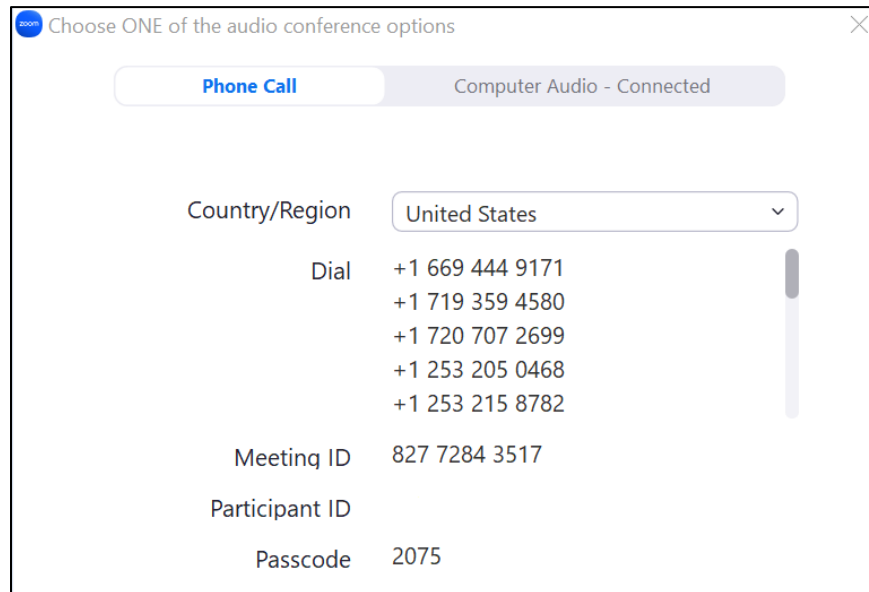 zoom Choose ONE of the audio conference options
Phone Call Computer Audio - Connected
Country/Region United States
Dial +1 669 444 9171
+1 719 359 4580
+1 720 707 2699
+1 253 205 0468
+1 253 215 8782
Meeting ID 827 7284 3517
Participant ID
Passcode 2075